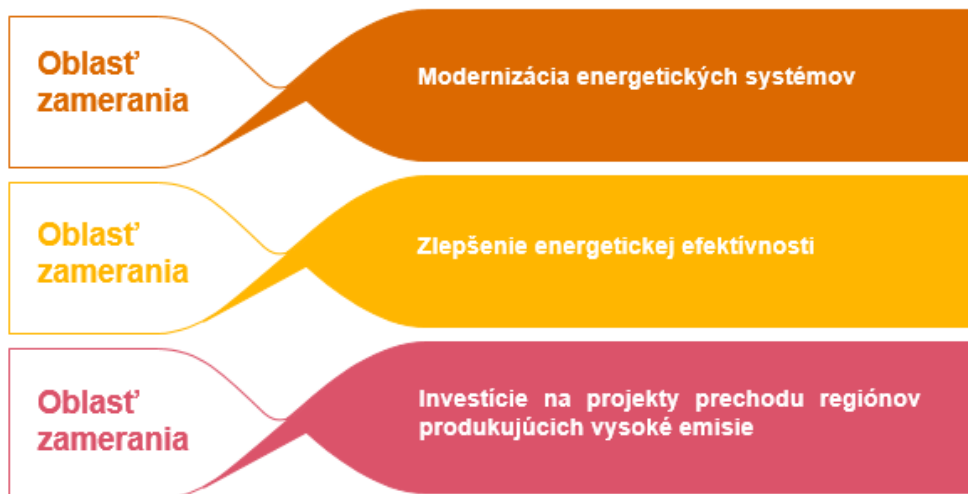 Oblasť
zamerania
Modernizácia energetických systémov
Oblasť
zamerania
Zlepšenie energetickej efektívnosti
Oblasť
zamerania
Investície na projekty prechodu regiónov
produkujúcich vysoké emisie